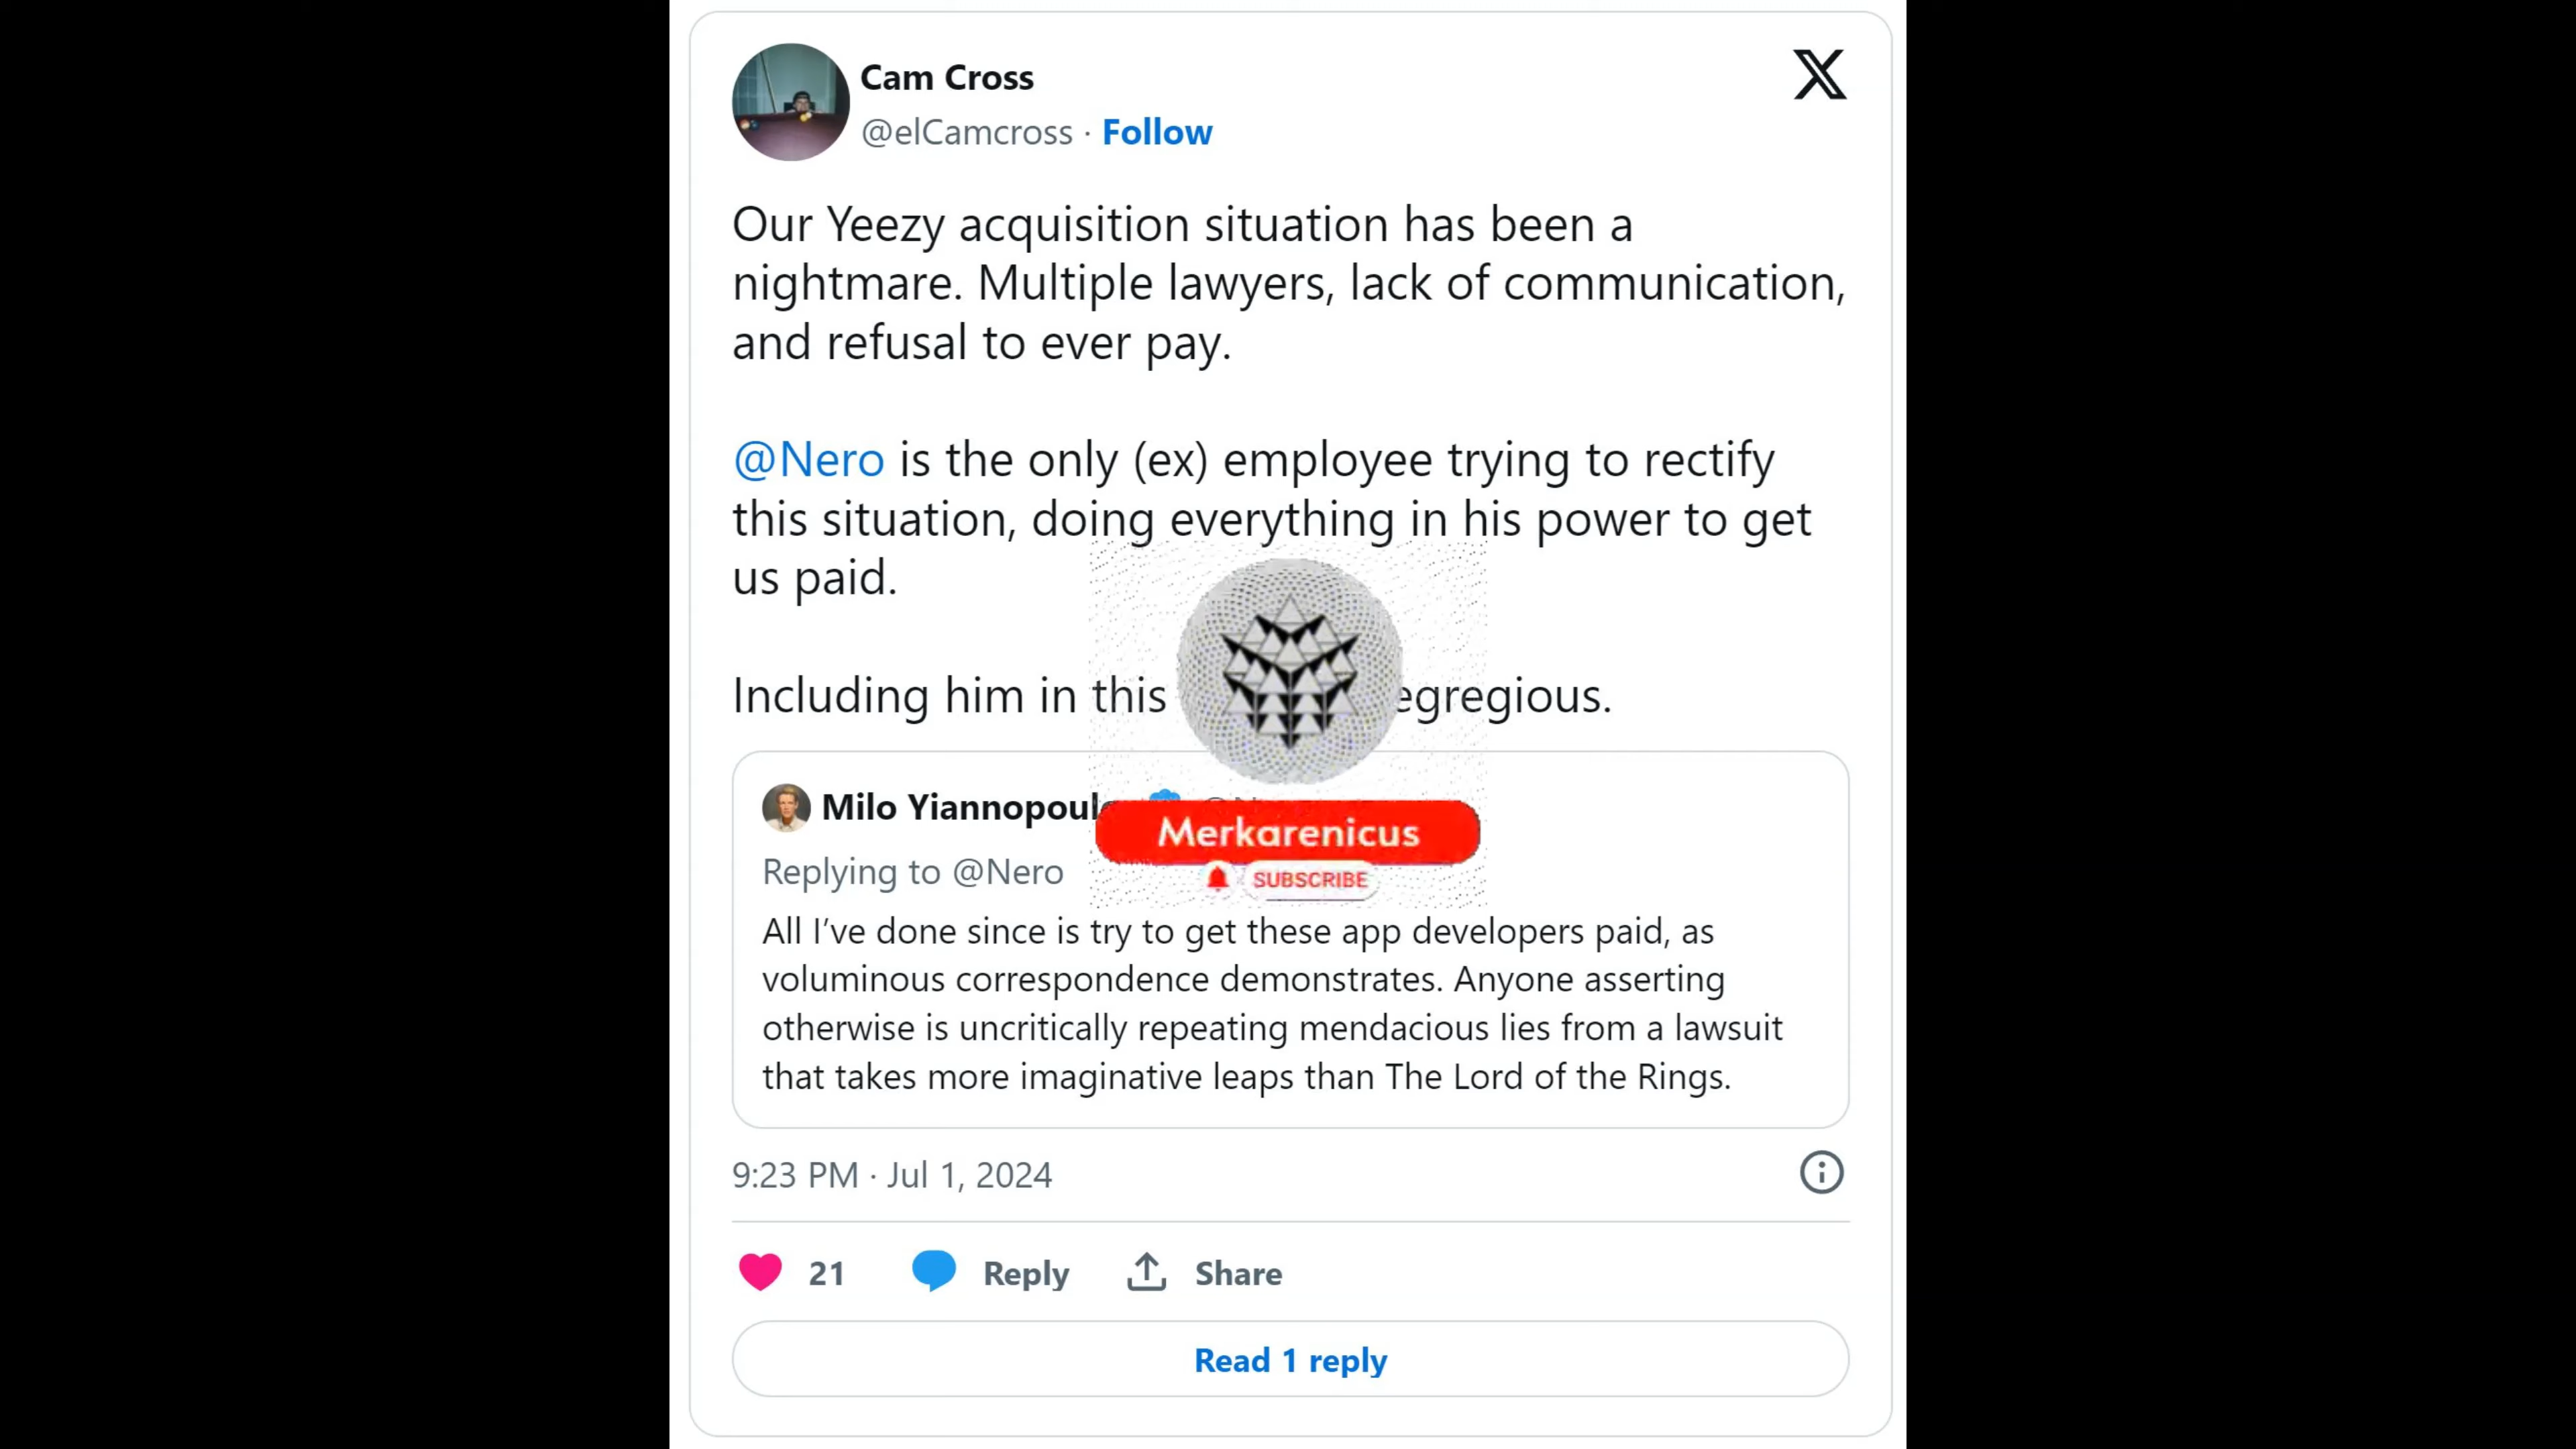 Cam Cross
@elCamcross · Follow
Our Yeezy acquisition situation has been a
nightmare. Multiple lawyers, lack of communication,
and refusal to ever pay.
@Nero is the only (ex) employee trying to rectify
this situation, doing everything in his power to get
us paid.
Including him in this egregious.
Milo Yiannopoul
Merkarenicus
Replying to @Nero
SUBSCRIBE
All I’ve done since is try to get these app developers paid, as
voluminous correspondence demonstrates. Anyone asserting
otherwise is uncritically repeating mendacious lies from a lawsuit
that takes more imaginative leaps than The Lord of the Rings.
9:23 PM · Jul 1, 2024
21 Reply Share
Read 1 reply